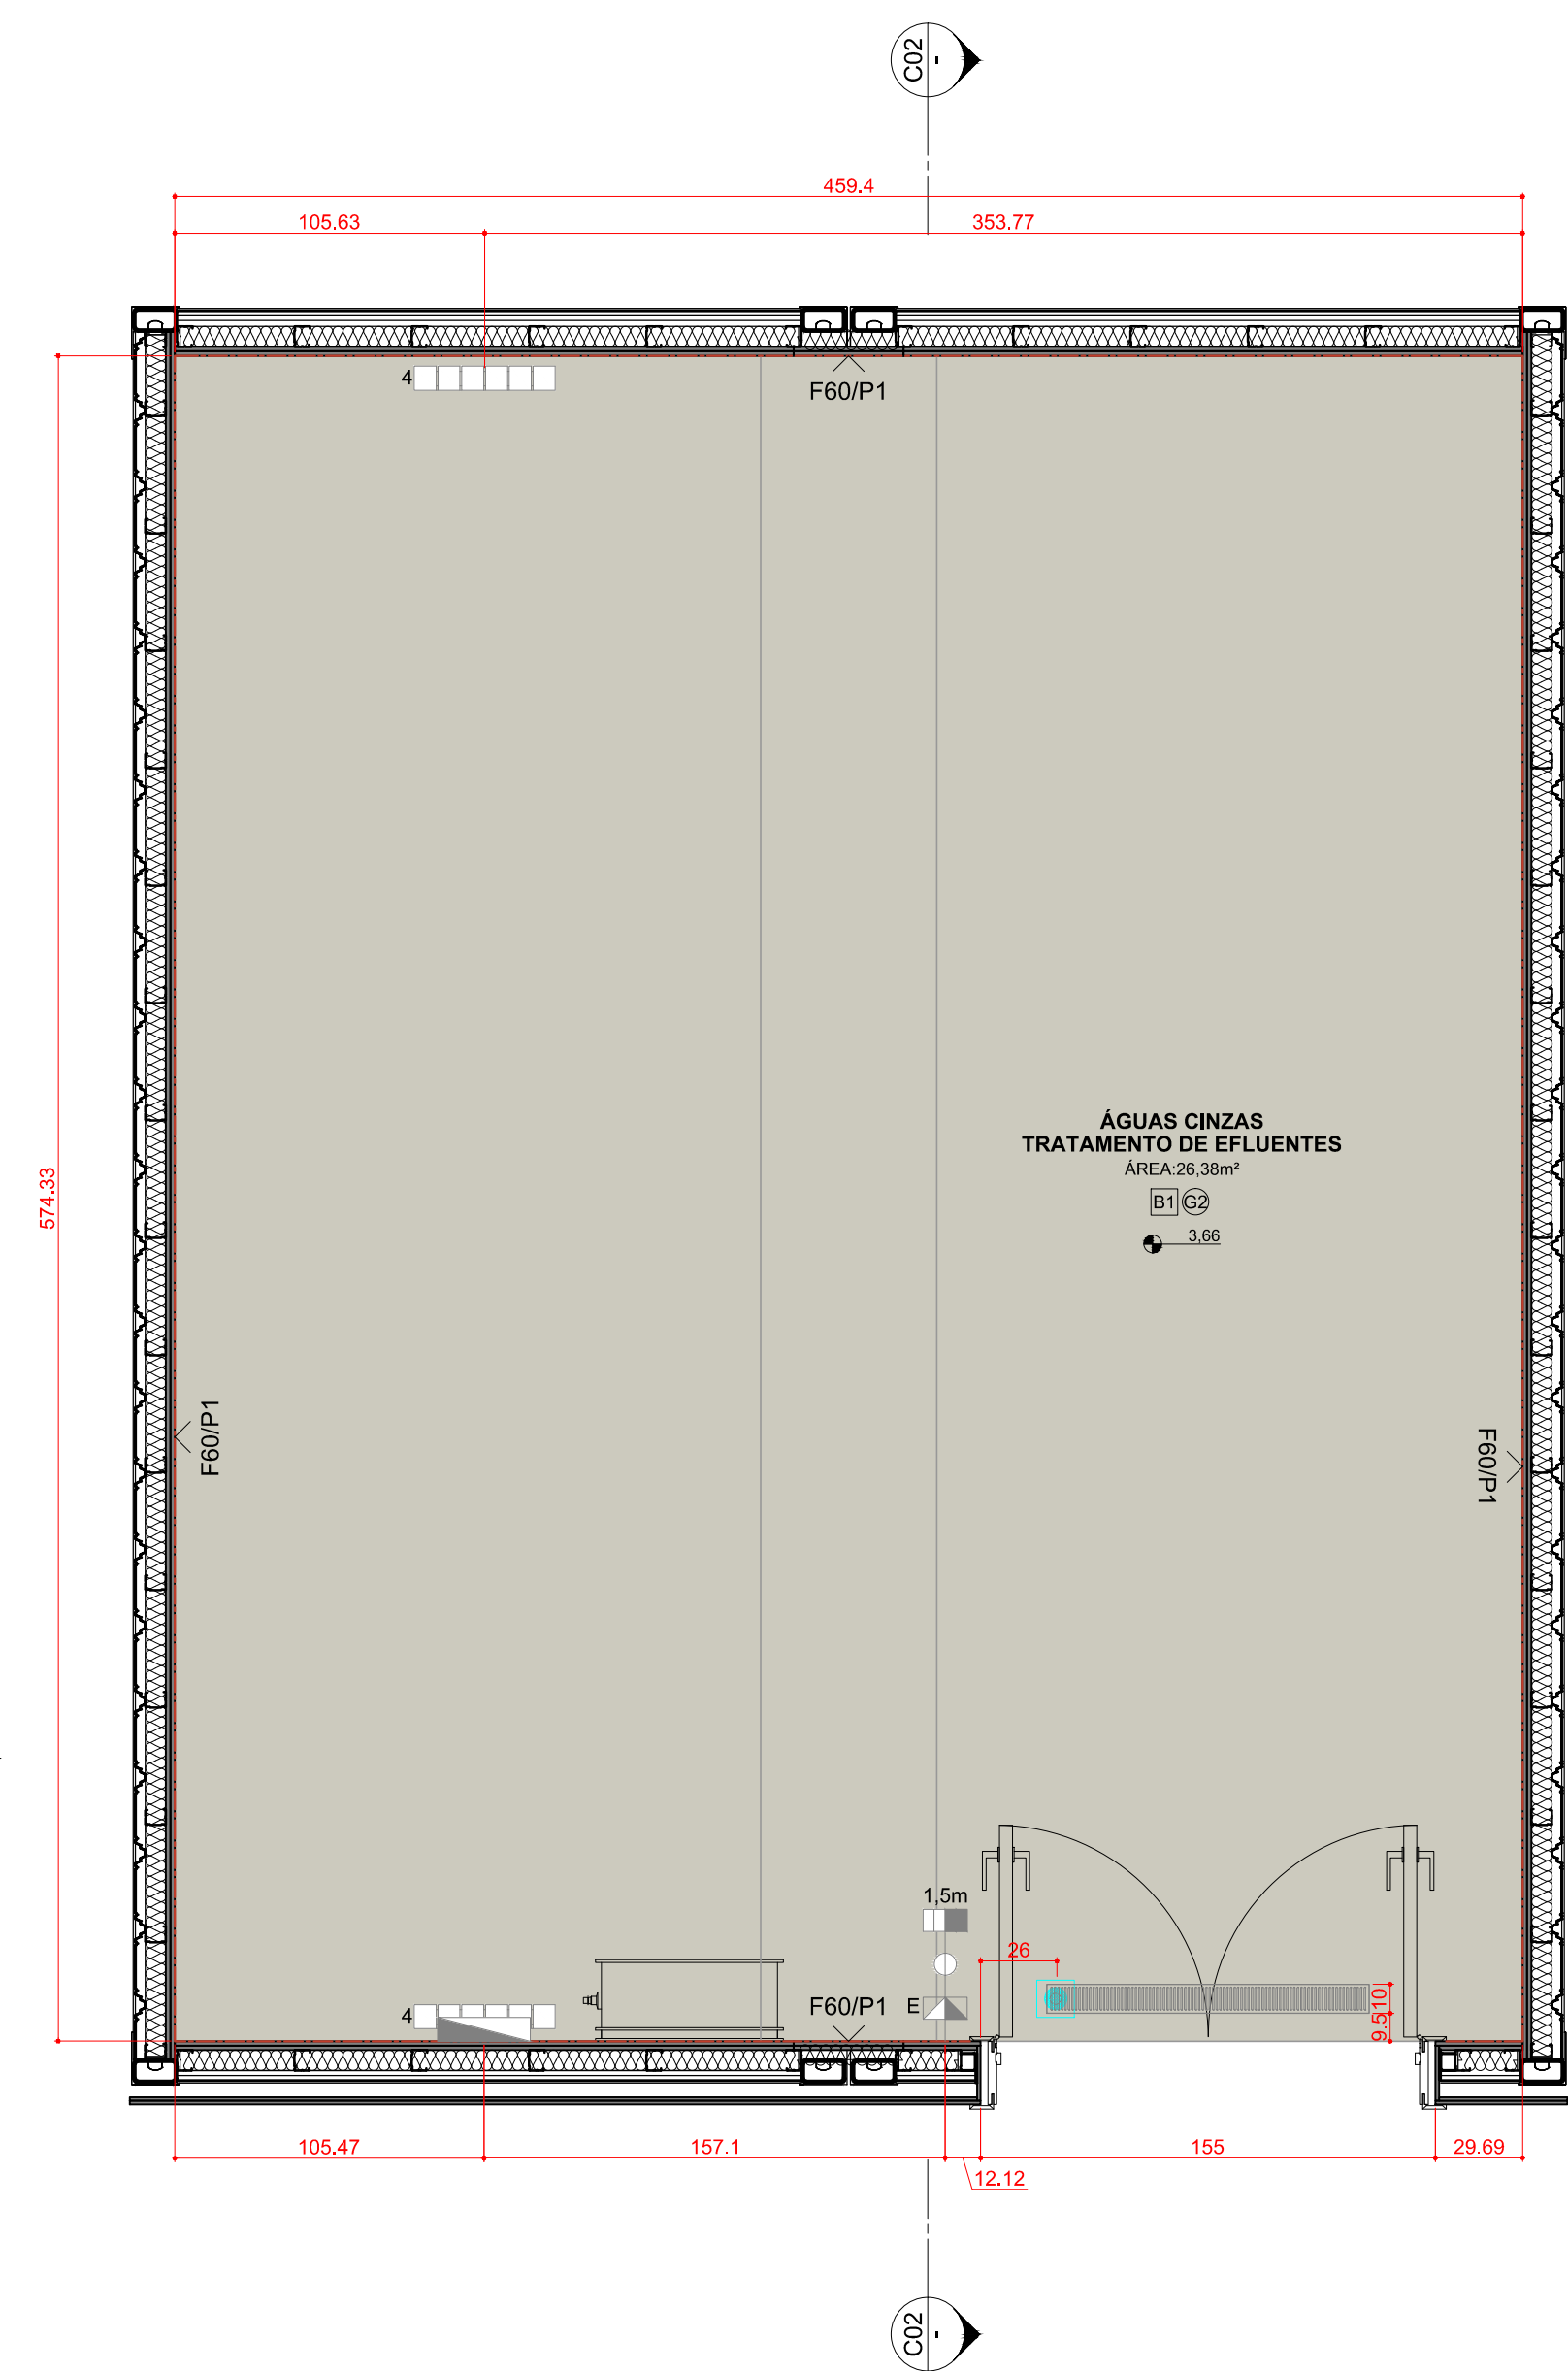 C02
-
459.4
105.63
353.77
4
F60/P1
574.33
ÁGUAS CINZAS
TRATAMENTO DE EFLUENTES
ÁREA:26,38m²
B1 G2
3,66
F60/P1
F60/P1
1,5m
26
10
9.5
4
F60/P1
E
105.47
157.1
12.12
155
29.69
C02
-